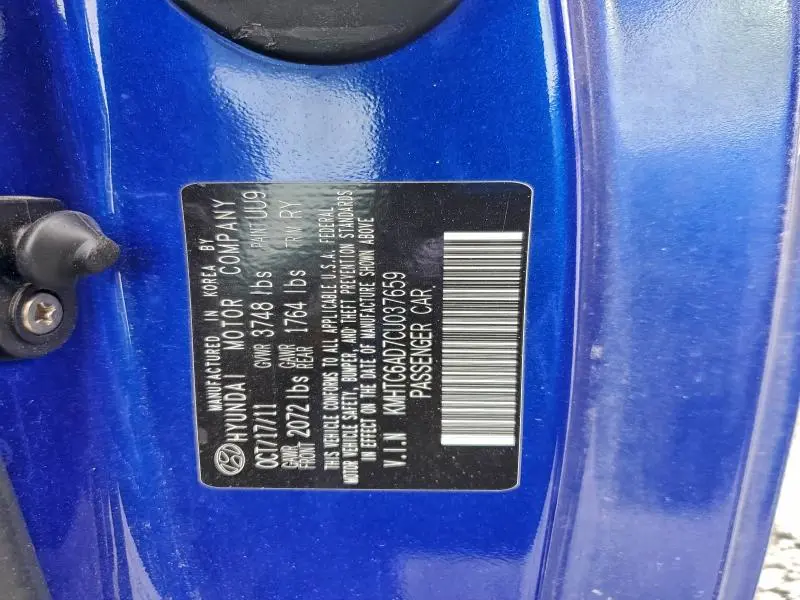 MANUFACTURED IN KOREA BY
HYUNDAI MOTOR COMPANY
OCT/17/11 GVWR 3748 lbs PAINT UU9
GAWR FRONT 2072 lbs GAWR REAR 1764 lbs TRIM RY
THIS VEHICLE CONFORMS TO ALL APPLICABLE U.S.A. FEDERAL
MOTOR VEHICLE SAFETY, BUMPER, AND THEFT PREVENTION STANDARDS
IN EFFECT ON THE DATE OF MANUFACTURE SHOWN ABOVE
V.I.N KMHTC6AD7CU037659
PASSENGER CAR